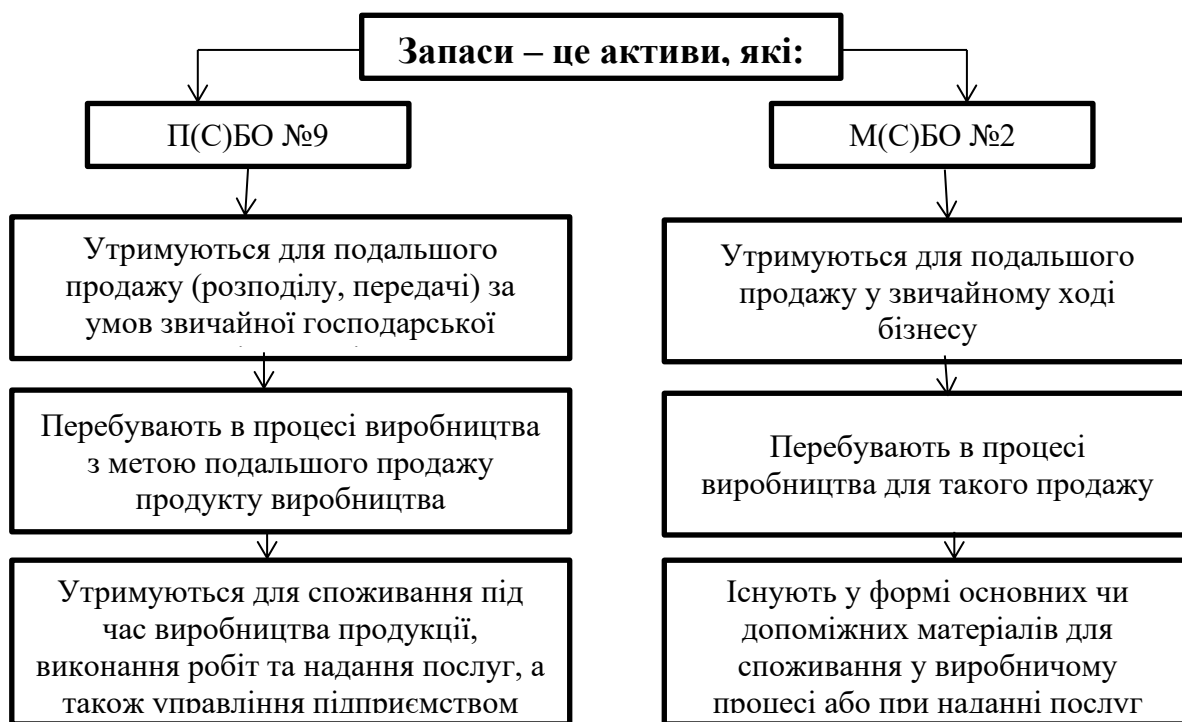 Запаси – це активи, які:
П(С)БО №9
М(С)БО №2
Утримуються для подальшого
продажу (розподілу, передачі) за
умов звичайної господарської
Утримуються для подальшого
продажу у звичайному ході
бізнесу
Перебувають в процесі виробництва
з метою подальшого продажу
продукту виробництва
Перебувають в процесі
виробництва для такого продажу
Утримуються для споживання під
час виробництва продукції,
виконання робіт та надання послуг, а
також управління підприємством
Існують у формі основних чи
допоміжних матеріалів для
споживання у виробничому
процесі або при наданні послуг